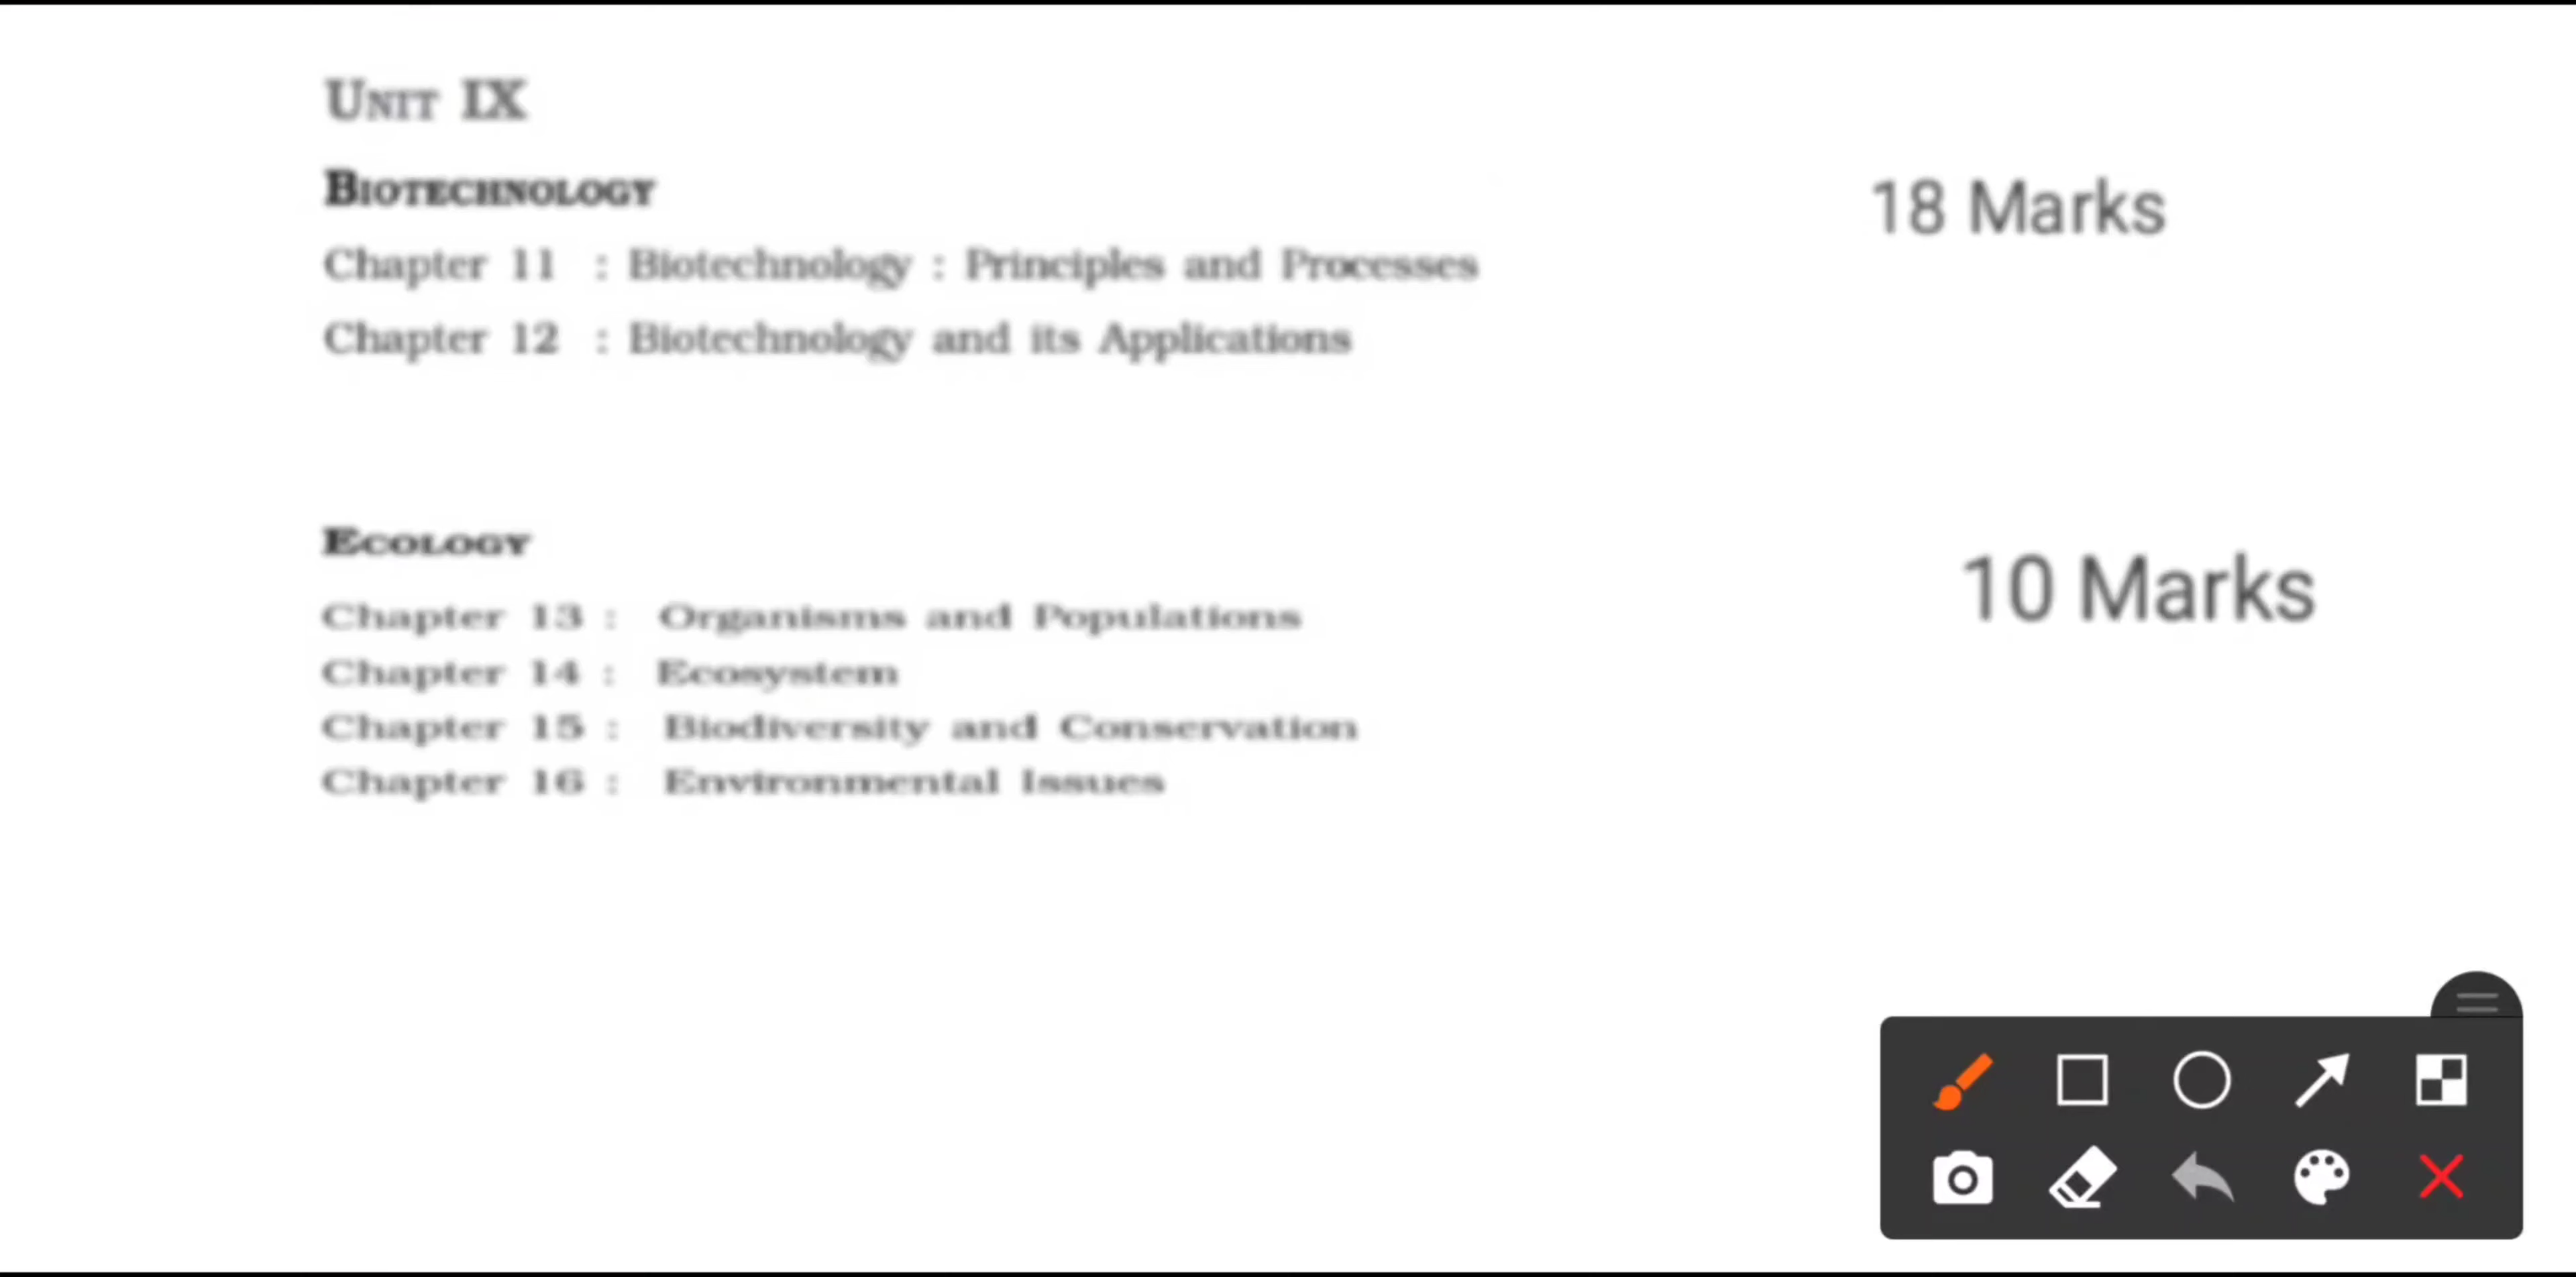 UNIT IX
BIOTECHNOLOGY
18 Marks
Chapter 11 : Biotechnology : Principles and Processes
Chapter 12 : Biotechnology and its Applications
ECOLOGY
10 Marks
Chapter 13 : Organisms and Populations
Chapter 14 : Ecosystem
Chapter 15 : Biodiversity and Conservation
Chapter 16 : Environmental Issues